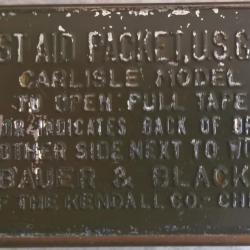 ST AID PACKET, U.S. G
CARLISLE MODEL
TO OPEN PULL TAPE
INDICATES BACK OF
OTHER SIDE NEXT TO W
BAUER & BLACK
F THE KENDALL CO.- CH